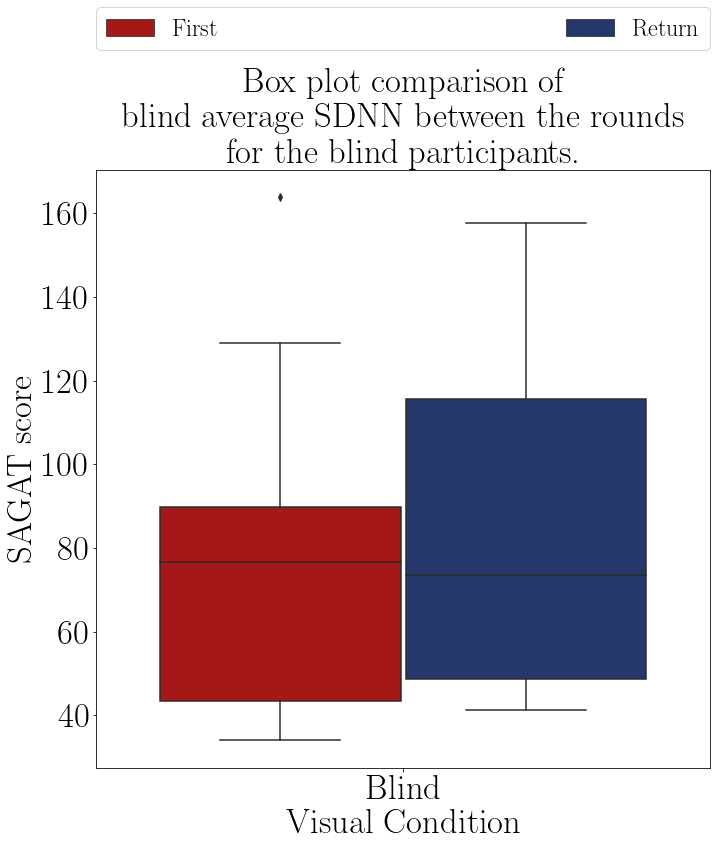 First
Return
Box plot comparison of
blind average SDNN between the rounds
for the blind participants.
160
140
120
100
80
60
40
SAGAT score
Blind
Visual Condition